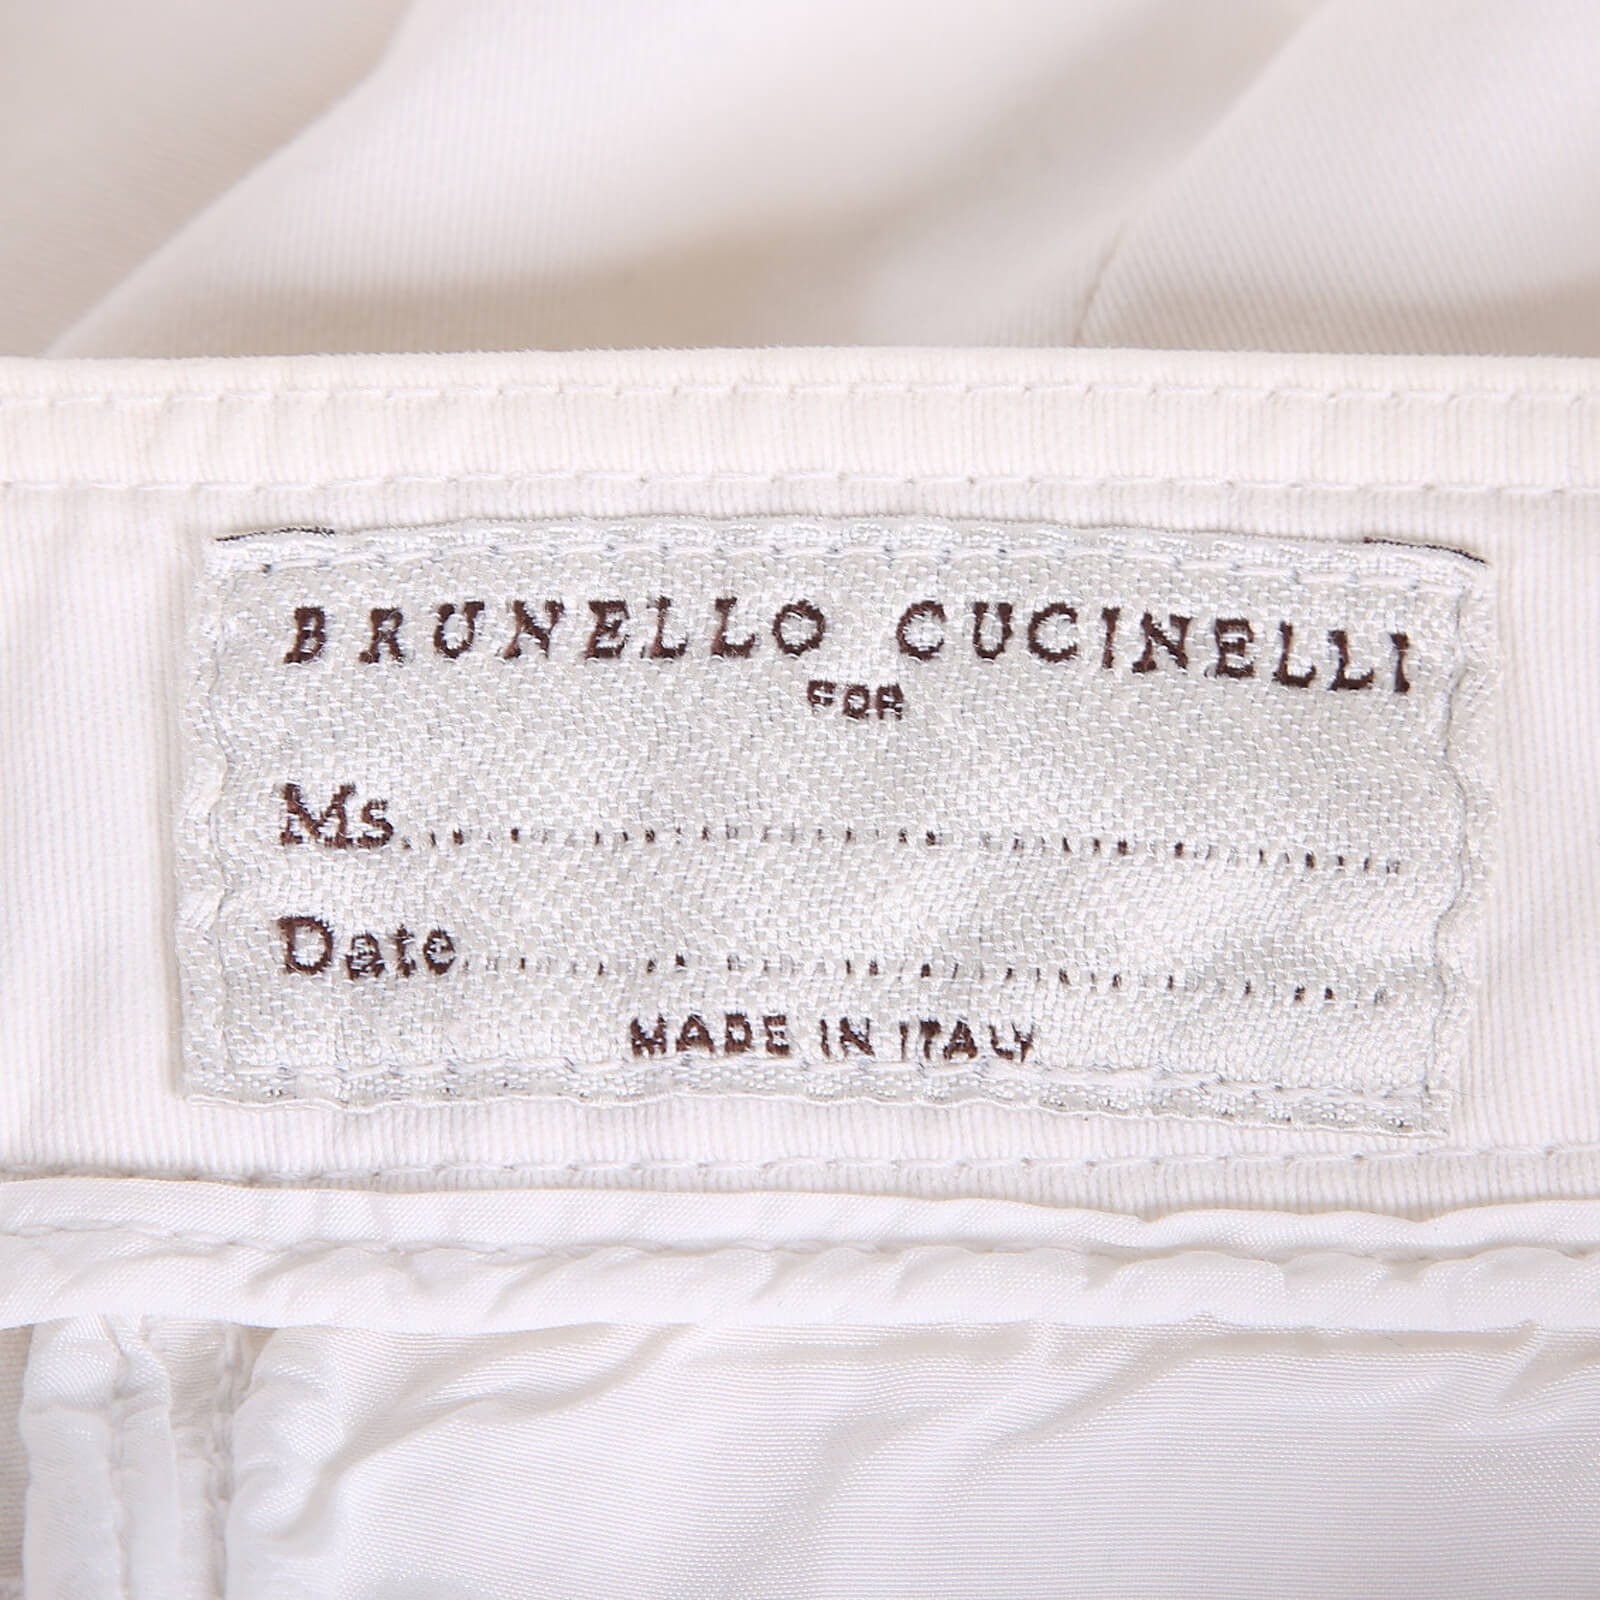 BRUNELLO CUCINELLI
FOR
Ms..............................
Date..............................
MADE IN ITALY